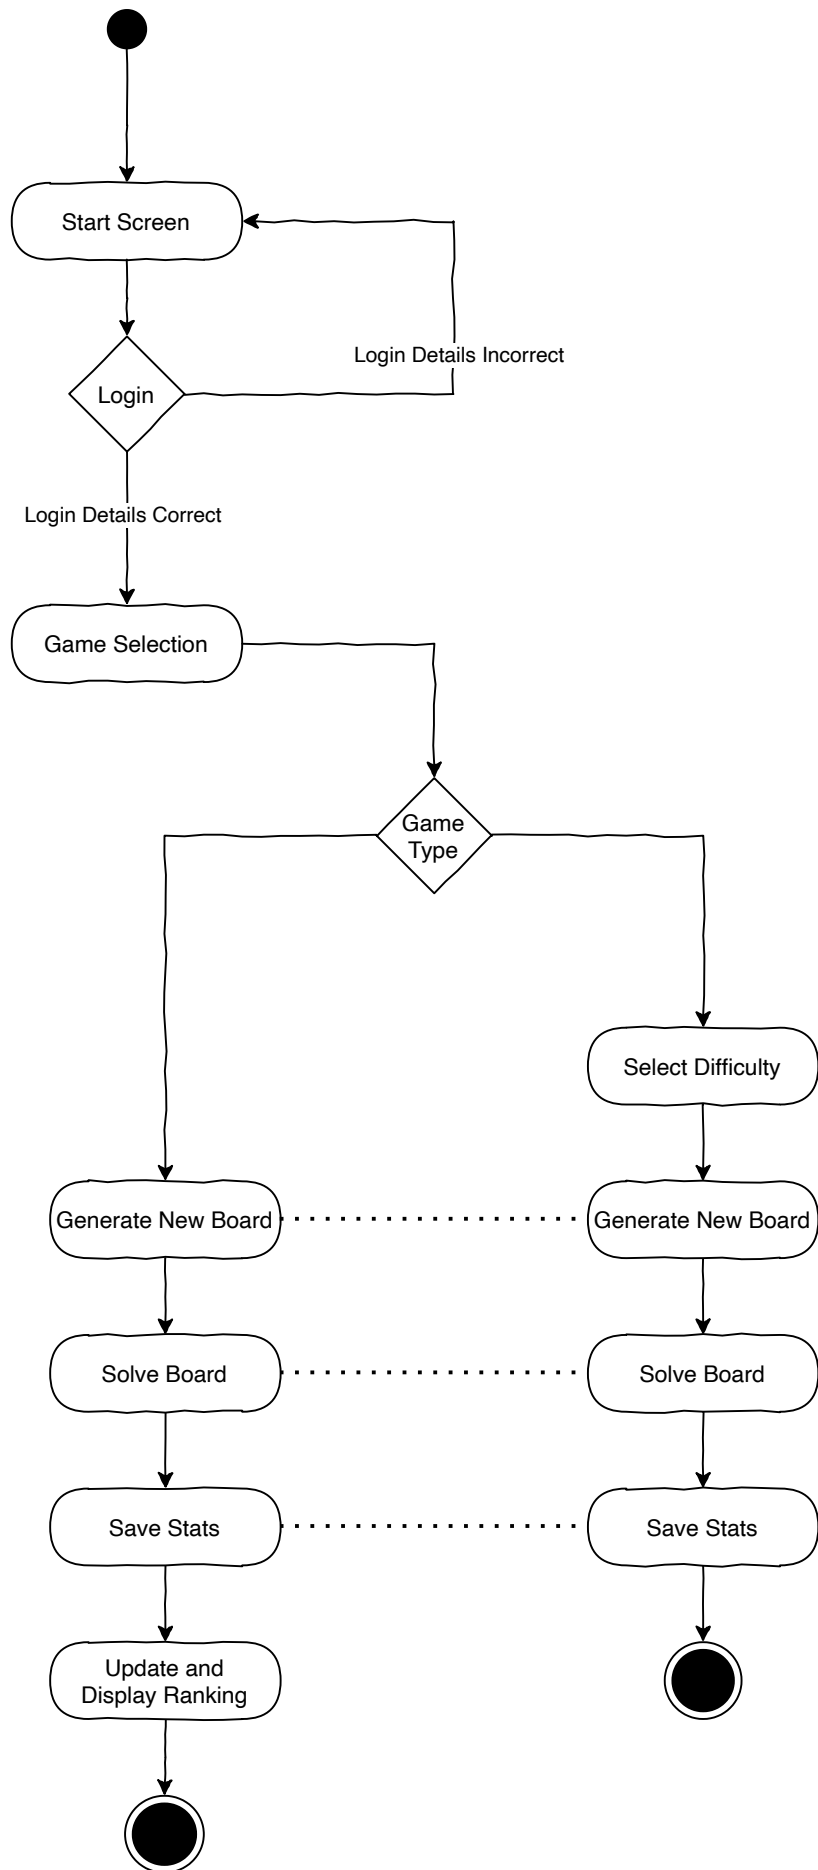 Start Screen
Login Details Incorrect
Login
Login Details Correct
Game Selection
Game
Type
Select Difficulty
Generate New Board
Generate New Board
Solve Board
Solve Board
Save Stats
Save Stats
Update and
Display Ranking